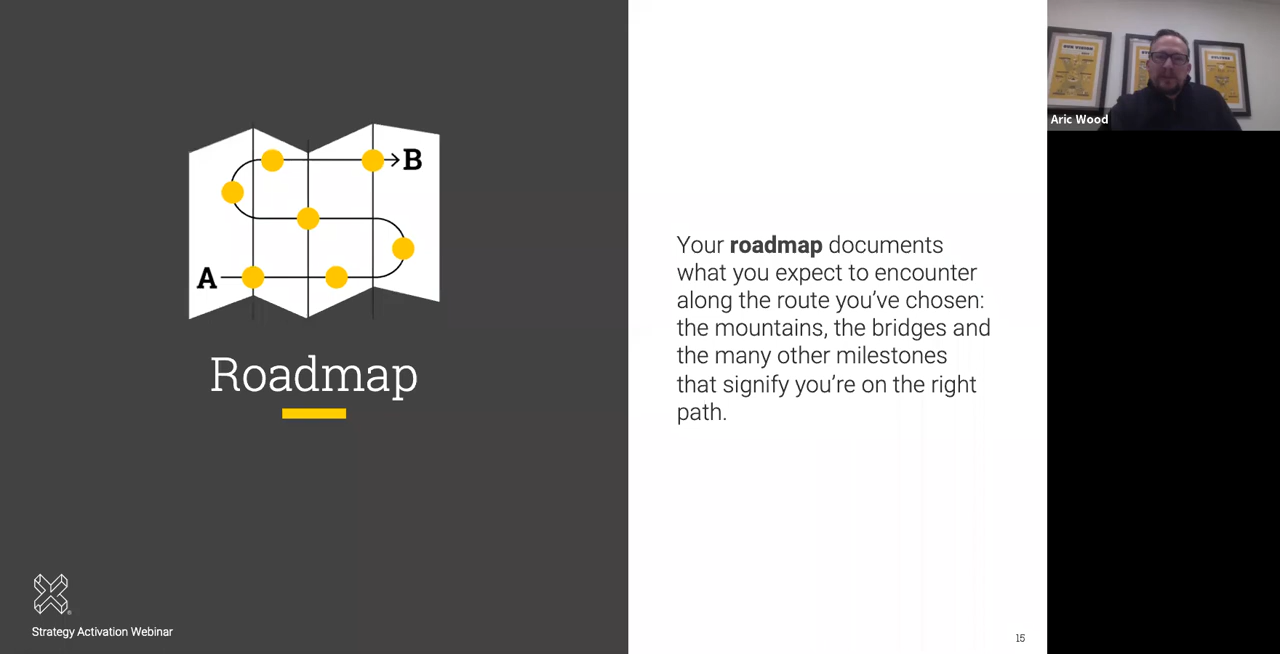 B
A
Roadmap
Your roadmap documents
what you expect to encounter
along the route you've chosen:
the mountains, the bridges and
the many other milestones
that signify you're on the right
path.
Strategy Activation Webinar
15
OUR VISION
Aric Wood